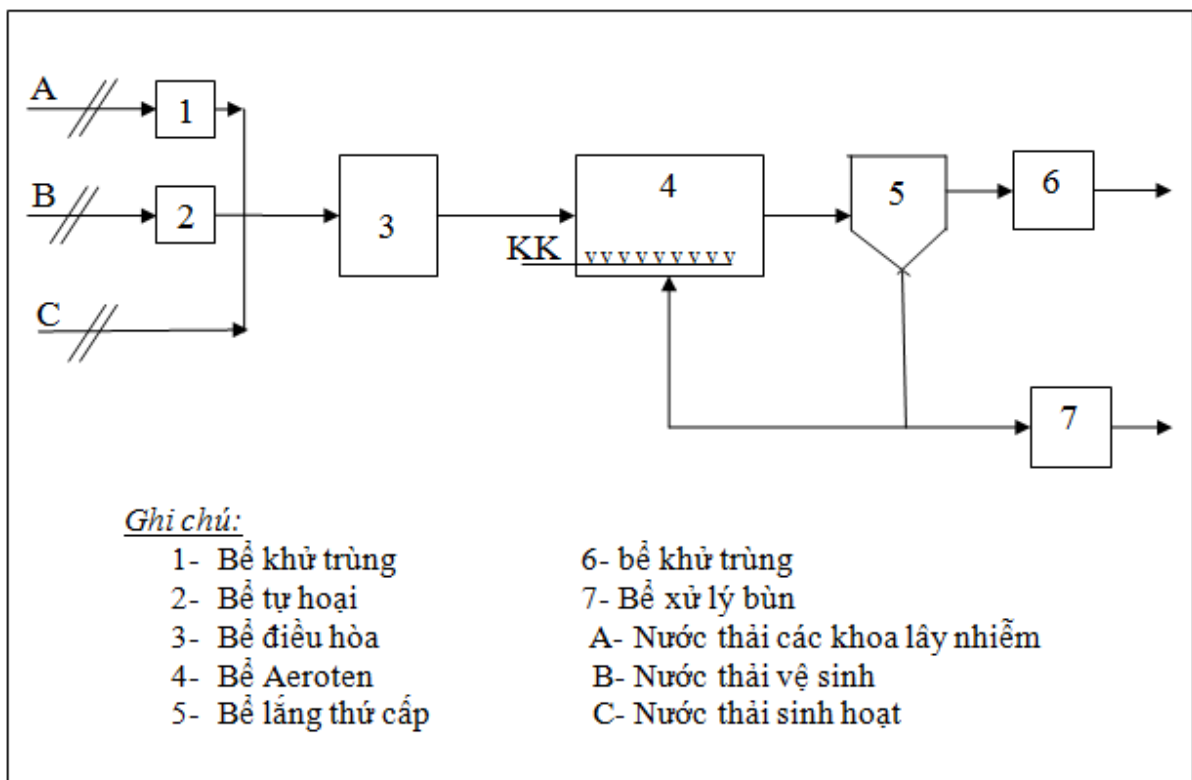 A
1
B
2
3
KK
v v v v v v v v v
4
5
6
C
7
Ghi chú:
1- Bể khử trùng
2- Bể tự hoại
3- Bể điều hòa
4- Bể Aeroten
5- Bể lắng thứ cấp
6- bể khử trùng
7- Bể xử lý bùn
A- Nước thải các khoa lây nhiễm
B- Nước thải vệ sinh
C- Nước thải sinh hoạt